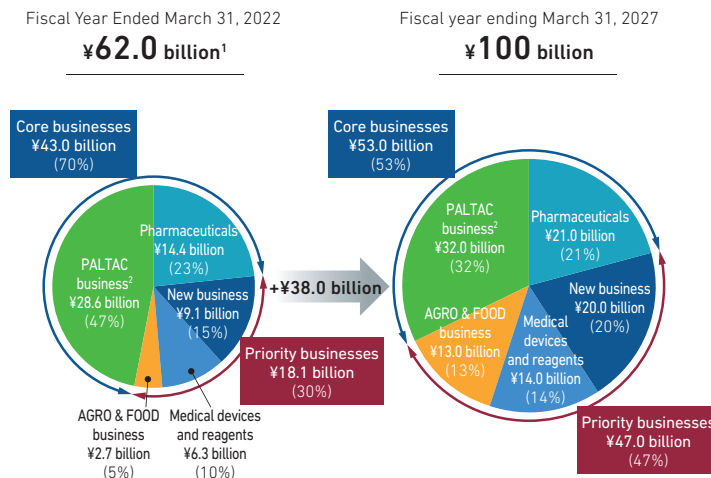 Fiscal Year Ended March 31, 2022
¥62.0 billion¹
Fiscal year ending March 31, 2027
¥100 billion
Core businesses
¥43.0 billion
(70%)
PALTAC
business²
¥28.6 billion
(47%)
Pharmaceuticals
¥14.4 billion
(23%)
New business
¥9.1 billion
(15%)
Priority businesses
¥18.1 billion
(30%)
AGRO & FOOD
business
¥2.7 billion
(5%)
Medical devices
and reagents
¥6.3 billion
(10%)
+¥38.0 billion
Core businesses
¥53.0 billion
(53%)
PALTAC
business²
¥32.0 billion
(32%)
Pharmaceuticals
¥21.0 billion
(21%)
New business
¥20.0 billion
(20%)
AGRO & FOOD
business
¥13.0 billion
(13%)
Medical
devices
and reagents
¥14.0 billion
(14%)
Priority businesses
¥47.0 billion
(47%)